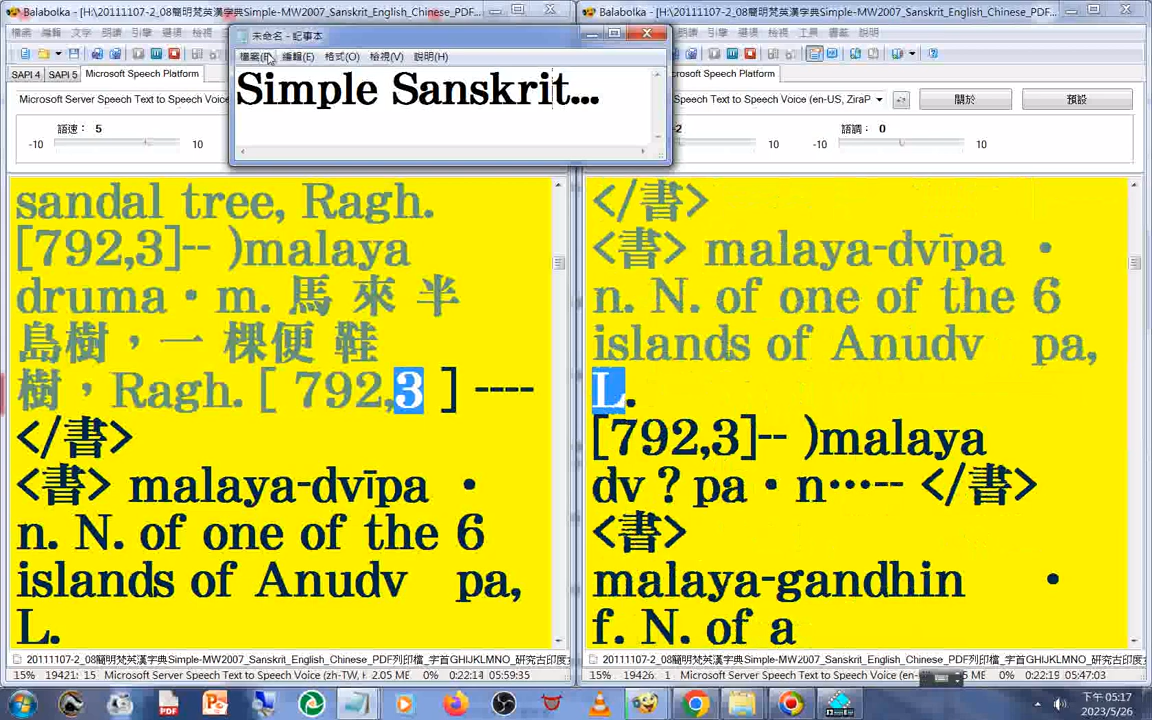 Balabolka - [H:\20111107-2_08簡明梵英漢字典Simple-MW2007_Sanskrit_English_Chinese_PDF...
SAPI 4 SAPI 5 Microsoft Speech Platform
Microsoft Server Speech Text to Speech Voice
語速： 5
-10 10
未命名 - 記事本
檔案(F) 編輯(E) 格式(O) 檢視(V) 說明(H)
Simple Sanskrit...
sandal tree, Ragh.
[792,3]-- )malaya
druma‧m. 馬 來 半
島樹，一 棵便 鞋
樹，Ragh. [ 792,3 ] ----
</書>
<書> malaya-dvīpa ‧
n. N. of one of the 6
islands of Anudv pa,
L.
20111107-2_08簡明梵英漢字典Simple-MW2007_Sanskrit_English_Chinese_PDF列印檔_字首GHIJKLMNO_研究古印度
15% 19421: 15 Microsoft Server Speech Text to Speech Voice (zh-TW, 2.05 MB 0% 0:22:14 05:59:35
Balabolka - [H:\20111107-2_08簡明梵英漢字典Simple-MW2007_Sanskrit_English_Chinese_PDF...
Speech Platform
Speech Text to Speech Voice (en-US, ZiraP
關於 預設
-2 語調： 0
10 -10 10
</書>
<書> malaya-dvīpa ‧
n. N. of one of the 6
islands of Anudv pa,
L.
[792,3]-- )malaya
dv？pa‧n…-- </書>
<書>
malaya-gandhin ‧
f. N. of a
20111107-2_08簡明梵英漢字典Simple-MW2007_Sanskrit_English_Chinese_PDF列印檔_字首GHIJKLMNO_研究古印度
15% 19426: 1 Microsoft Server Speech Text to Speech Voice 0% 0:22:19 05:47:03
下午 05:17
2023/5/26